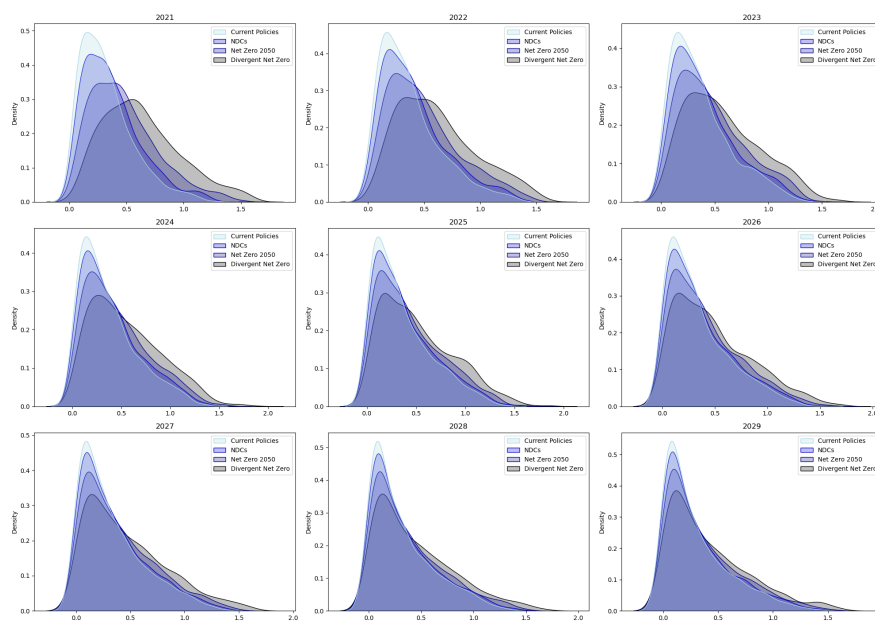 2021
Density
0.5
0.4
0.3
0.2
0.1
0.0
0.0 0.5 1.0 1.5
Current Policies
NDCs
Net Zero 2050
Divergent Net Zero
2022
Density
0.4
0.3
0.2
0.1
0.0
0.0 0.5 1.0 1.5
Current Policies
NDCs
Net Zero 2050
Divergent Net Zero
2023
Density
0.4
0.3
0.2
0.1
0.0
0.0 0.5 1.0 1.5 2.
Current Policies
NDCs
Net Zero 2050
Divergent Net Zero
2024
Density
0.4
0.3
0.2
0.1
0.0
0.0 0.5 1.0 1.5 2.0
Current Policies
NDCs
Net Zero 2050
Divergent Net Zero
2025
Density
0.4
0.3
0.2
0.1
0.0
0.0 0.5 1.0 1.5 2.0
Current Policies
NDCs
Net Zero 2050
Divergent Net Zero
2026
Density
0.4
0.3
0.2
0.1
0.0
0.0 0.5 1.0 1.5 2.
Current Policies
NDCs
Net Zero 2050
Divergent Net Zero
2027
Density
0.5
0.4
0.3
0.2
0.1
0.0
0.0 0.5 1.0 1.5 2.0
Current Policies
NDCs
Net Zero 2050
Divergent Net Zero
2028
Density
0.5
0.4
0.3
0.2
0.1
0.0
0.0 0.5 1.0 1.5 2.0
Current Policies
NDCs
Net Zero 2050
Divergent Net Zero
2029
Density
0.5
0.4
0.3
0.2
0.1
0.0
0.0 0.5 1.0 1.5
Current Policies
NDCs
Net Zero 2050
Divergent Net Zero